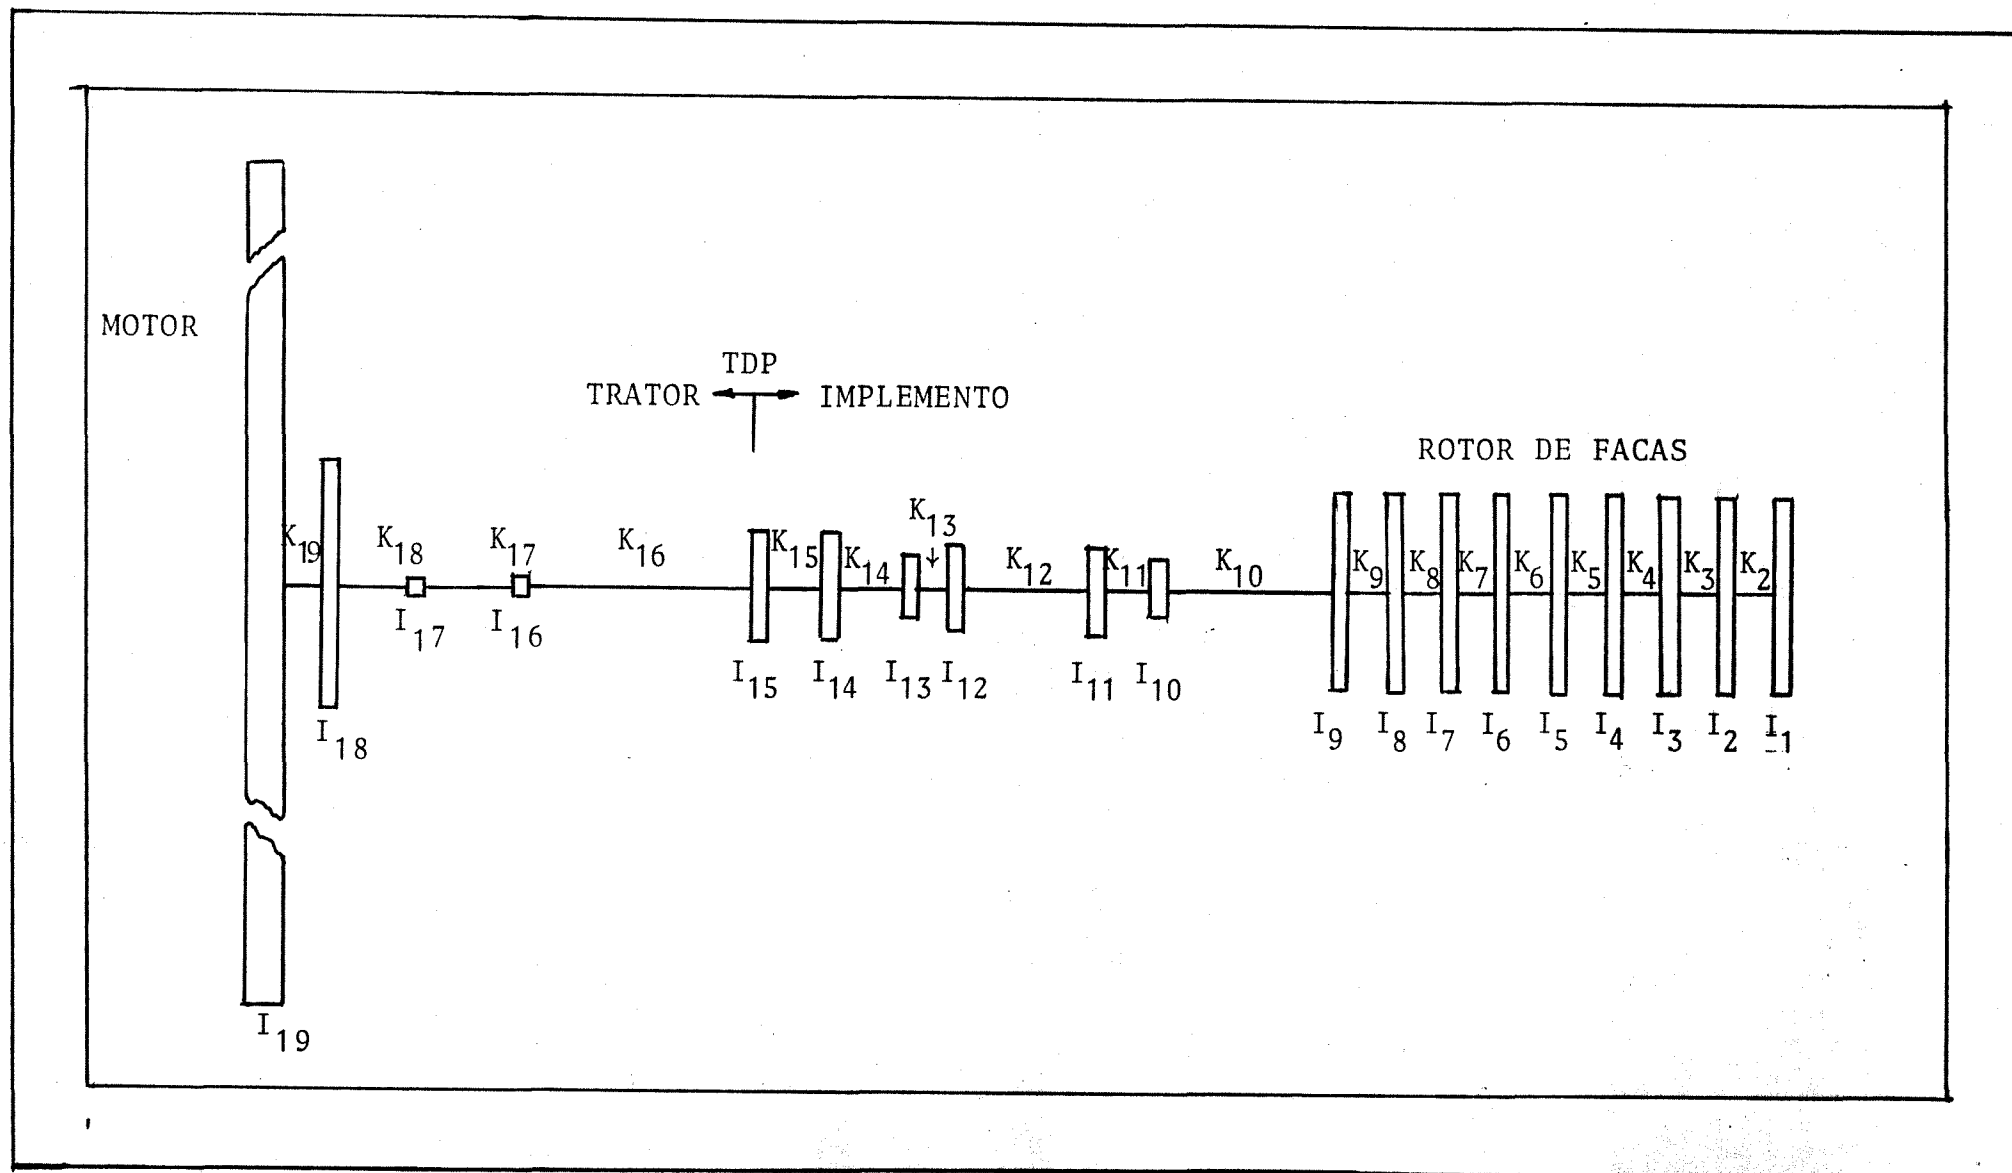 MOTOR
TDP
TRATOR IMPLEMENTO
ROTOR DE FACAS
K19 K18 K17 K16 K15 K14 K13 K12 K11 K10 K9 K8 K7 K6 K5 K4 K3 K2
I17 I16
I15 I14 I13 I12 I11 I10
I18 I9 I8 I7 I6 I5 I4 I3 I2 I1
I19